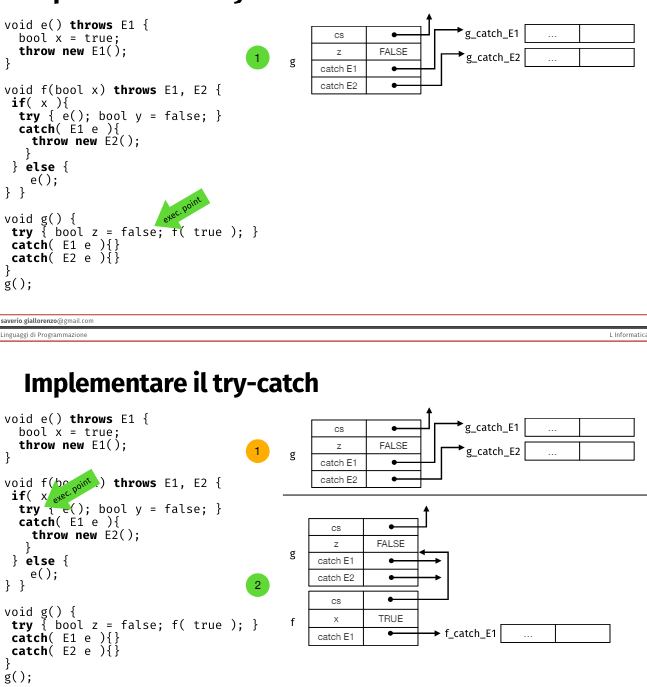 void e() throws E1 {
bool x = true;
throw new E1();
}
void f(bool x) throws E1, E2 {
if( x ){
try { e(); bool y = false; }
catch( E1 e ){
throw new E2();
}
} else {
e();
} }
void g() {
try { bool z = false; f( true ); }
catch( E1 e ){}
catch( E2 e ){}
}
g();
exec. point
1
g
cs
z FALSE
catch E1
catch E2
g_catch_E1 ...
g_catch_E2 ...
saverio.giallorenzo@gmail.com
Linguaggi di Programmazione
L Informatica
Implementare il try-catch
void e() throws E1 {
bool x = true;
throw new E1();
}
void f(bo ) throws E1, E2 {
if( x
try { e(); bool y = false; }
catch( E1 e ){
throw new E2();
}
} else {
e();
} }
void g() {
try { bool z = false; f( true ); }
catch( E1 e ){}
catch( E2 e ){}
}
g();
exec. point
1
g
cs
z FALSE
catch E1
catch E2
g_catch_E1 ...
g_catch_E2 ...
2
g
cs
z FALSE
catch E1
catch E2
f
cs
x TRUE
catch E1
f_catch_E1 ...